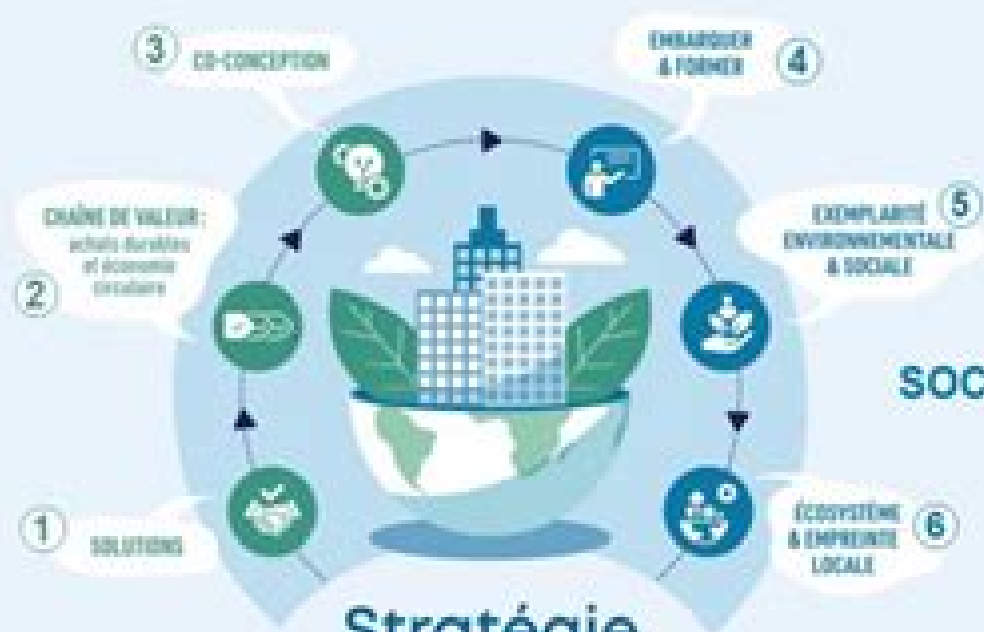 3
CO-CONCEPTION
EMBARQUER
& FORMER
4
CHAÎNE DE VALEUR :
achats durables
et économie
circulaire
2
EXEMPLARITÉ
ENVIRONNEMENTALE
& SOCIALE
5
SOC
1
SOLUTIONS
ÉCOSYSTÈME
& EMPREINTE
LOCALE
6
Stratégie